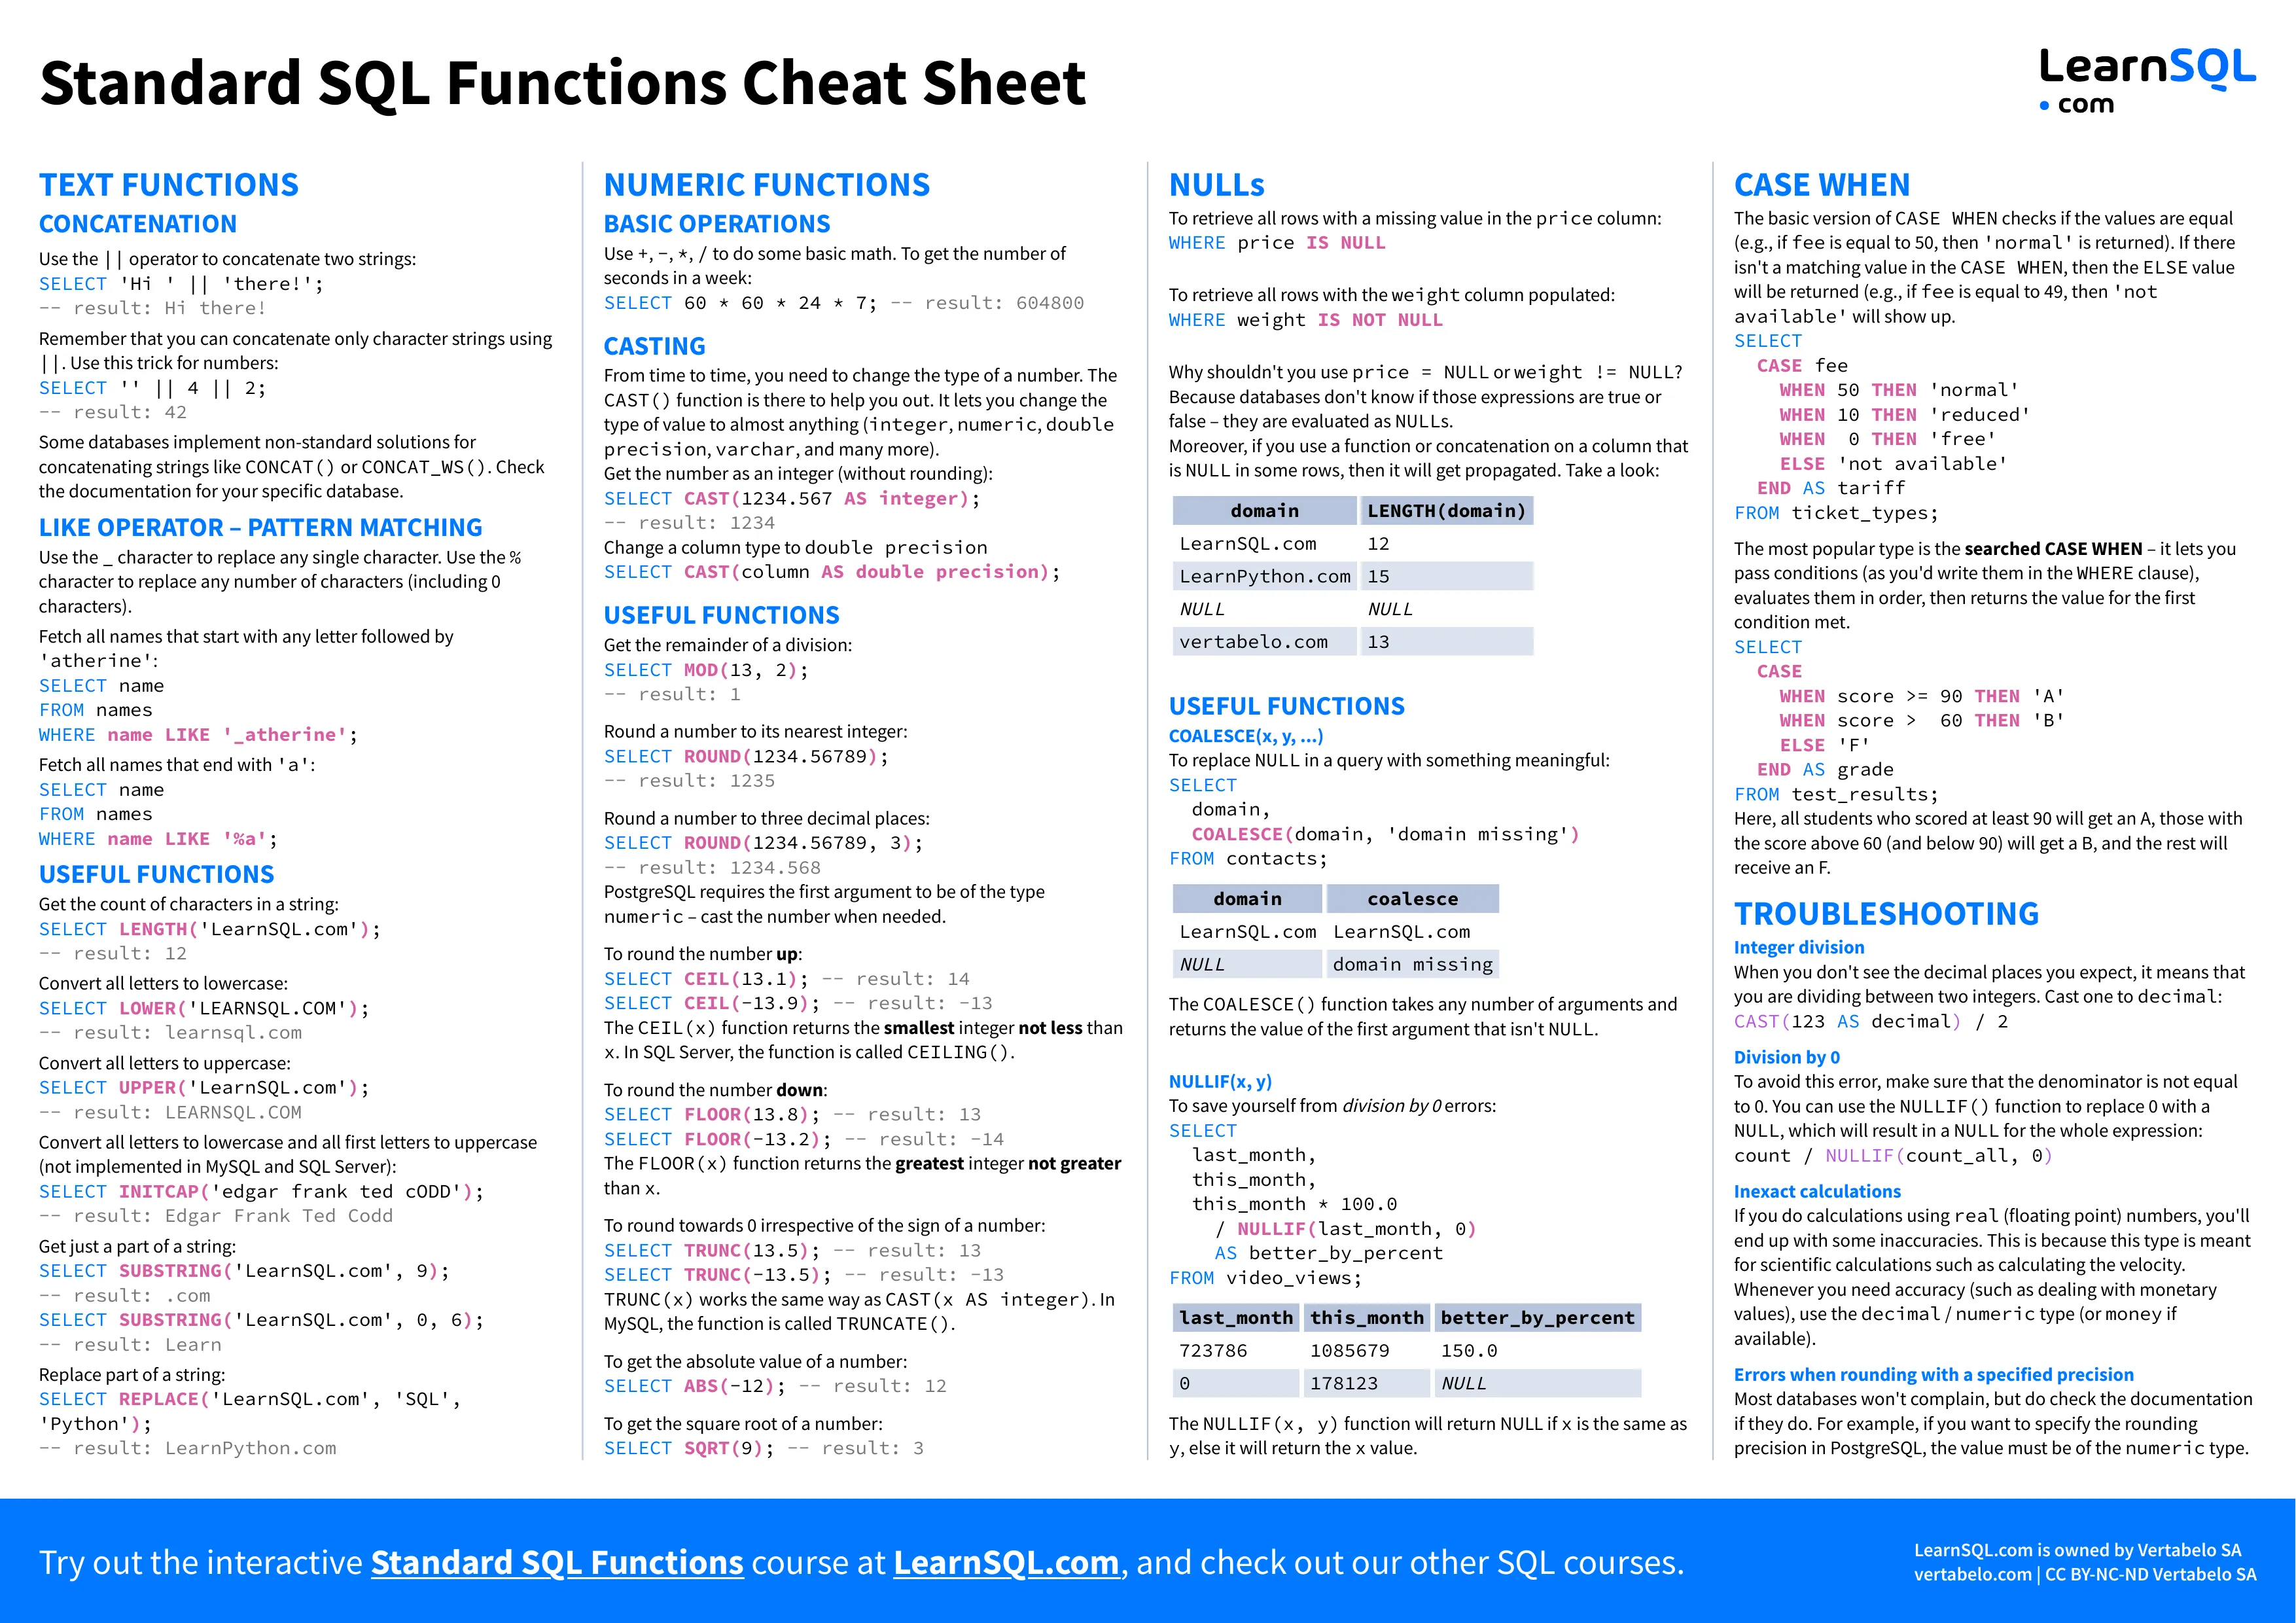 Standard SQL Functions Cheat Sheet
LearnSQL
• com
TEXT FUNCTIONS
CONCATENATION
Use the || operator to concatenate two strings:
SELECT 'Hi ' || 'there!';
-- result: Hi there!
Remember that you can concatenate only character strings using
||. Use this trick for numbers:
SELECT '' || 4 || 2;
-- result: 42
Some databases implement non-standard solutions for
concatenating strings like CONCAT() or CONCAT_WS(). Check
the documentation for your specific database.
LIKE OPERATOR – PATTERN MATCHING
Use the _ character to replace any single character. Use the %
character to replace any number of characters (including 0
characters).
Fetch all names that start with any letter followed by
'atherine':
SELECT name
FROM names
WHERE name LIKE '_atherine';
Fetch all names that end with 'a':
SELECT name
FROM names
WHERE name LIKE '%a';
USEFUL FUNCTIONS
Get the count of characters in a string:
SELECT LENGTH('LearnSQL.com');
-- result: 12
Convert all letters to lowercase:
SELECT LOWER('LEARNSQL.COM');
-- result: learnsql.com
Convert all letters to uppercase:
SELECT UPPER('LearnSQL.com');
-- result: LEARNSQL.COM
Convert all letters to lowercase and all first letters to uppercase
(not implemented in MySQL and SQL Server):
SELECT INITCAP('edgar frank ted cODD');
-- result: Edgar Frank Ted Codd
Get just a part of a string:
SELECT SUBSTRING('LearnSQL.com', 9);
-- result: .com
SELECT SUBSTRING('LearnSQL.com', 0, 6);
-- result: Learn
Replace part of a string:
SELECT REPLACE('LearnSQL.com', 'SQL',
'Python');
-- result: LearnPython.com
NUMERIC FUNCTIONS
BASIC OPERATIONS
Use +, -, *, / to do some basic math. To get the number of
seconds in a week:
SELECT 60 * 60 * 24 * 7; -- result: 604800
CASTING
From time to time, you need to change the type of a number. The
CAST() function is there to help you out. It lets you change the
type of value to almost anything (integer, numeric, double
precision, varchar, and many more).
Get the number as an integer (without rounding):
SELECT CAST(1234.567 AS integer);
-- result: 1234
Change a column type to double precision
SELECT CAST(column AS double precision);
USEFUL FUNCTIONS
Get the remainder of a division:
SELECT MOD(13, 2);
-- result: 1
Round a number to its nearest integer:
SELECT ROUND(1234.56789);
-- result: 1235
Round a number to three decimal places:
SELECT ROUND(1234.56789, 3);
-- result: 1234.568
PostgreSQL requires the first argument to be of the type
numeric – cast the number when needed.
To round the number up:
SELECT CEIL(13.1); -- result: 14
SELECT CEIL(-13.9); -- result: -13
The CEIL(x) function returns the smallest integer not less than
x. In SQL Server, the function is called CEILING().
To round the number down:
SELECT FLOOR(13.8); -- result: 13
SELECT FLOOR(-13.2); -- result: -14
The FLOOR(x) function returns the greatest integer not greater
than x.
To round towards 0 irrespective of the sign of a number:
SELECT TRUNC(13.5); -- result: 13
SELECT TRUNC(-13.5); -- result: -13
TRUNC(x) works the same way as CAST(x AS integer). In
MySQL, the function is called TRUNCATE().
To get the absolute value of a number:
SELECT ABS(-12); -- result: 12
To get the square root of a number:
SELECT SQRT(9); -- result: 3
NULLs
To retrieve all rows with a missing value in the price column:
WHERE price IS NULL
To retrieve all rows with the weight column populated:
WHERE weight IS NOT NULL
Why shouldn't you use price = NULL or weight != NULL?
Because databases don't know if those expressions are true or
false – they are evaluated as NULLs.
Moreover, if you use a function or concatenation on a column that
is NULL in some rows, then it will get propagated. Take a look:
domain LENGTH(domain)
LearnSQL.com 12
LearnPython.com 15
NULL NULL
vertabelo.com 13
USEFUL FUNCTIONS
COALESCE(x, y, ...)
To replace NULL in a query with something meaningful:
SELECT
domain,
COALESCE(domain, 'domain missing')
FROM contacts;
domain coalesce
LearnSQL.com LearnSQL.com
NULL domain missing
The COALESCE() function takes any number of arguments and
returns the value of the first argument that isn't NULL.
NULLIF(x, y)
To save yourself from division by 0 errors:
SELECT
last_month,
this_month,
this_month * 100.0
/ NULLIF(last_month, 0)
AS better_by_percent
FROM video_views;
last_month this_month better_by_percent
723786 1085679 150.0
0 178123 NULL
The NULLIF(x, y) function will return NULL if x is the same as
y, else it will return the x value.
CASE WHEN
The basic version of CASE WHEN checks if the values are equal
(e.g., if fee is equal to 50, then 'normal' is returned). If there
isn't a matching value in the CASE WHEN, then the ELSE value
will be returned (e.g., if fee is equal to 49, then 'not
available' will show up.
SELECT
CASE fee
WHEN 50 THEN 'normal'
WHEN 10 THEN 'reduced'
WHEN 0 THEN 'free'
ELSE 'not available'
END AS tariff
FROM ticket_types;
The most popular type is the searched CASE WHEN – it lets you
pass conditions (as you'd write them in the WHERE clause),
evaluates them in order, then returns the value for the first
condition met.
SELECT
CASE
WHEN score >= 90 THEN 'A'
WHEN score > 60 THEN 'B'
ELSE 'F'
END AS grade
FROM test_results;
Here, all students who scored at least 90 will get an A, those with
the score above 60 (and below 90) will get a B, and the rest will
receive an F.
TROUBLESHOOTING
Integer division
When you don't see the decimal places you expect, it means that
you are dividing between two integers. Cast one to decimal:
CAST(123 AS decimal) / 2
Division by 0
To avoid this error, make sure that the denominator is not equal
to 0. You can use the NULLIF() function to replace 0 with a
NULL, which will result in a NULL for the whole expression:
count / NULLIF(count_all, 0)
Inexact calculations
If you do calculations using real (floating point) numbers, you'll
end up with some inaccuracies. This is because this type is meant
for scientific calculations such as calculating the velocity.
Whenever you need accuracy (such as dealing with monetary
values), use the decimal / numeric type (or money if
available).
Errors when rounding with a specified precision
Most databases won't complain, but do check the documentation
if they do. For example, if you want to specify the rounding
precision in PostgreSQL, the value must be of the numeric type.
Try out the interactive Standard SQL Functions course at LearnSQL.com, and check out our other SQL courses.
LearnSQL.com is owned by Vertabelo SA
vertabelo.com | CC BY-NC-ND Vertabelo SA